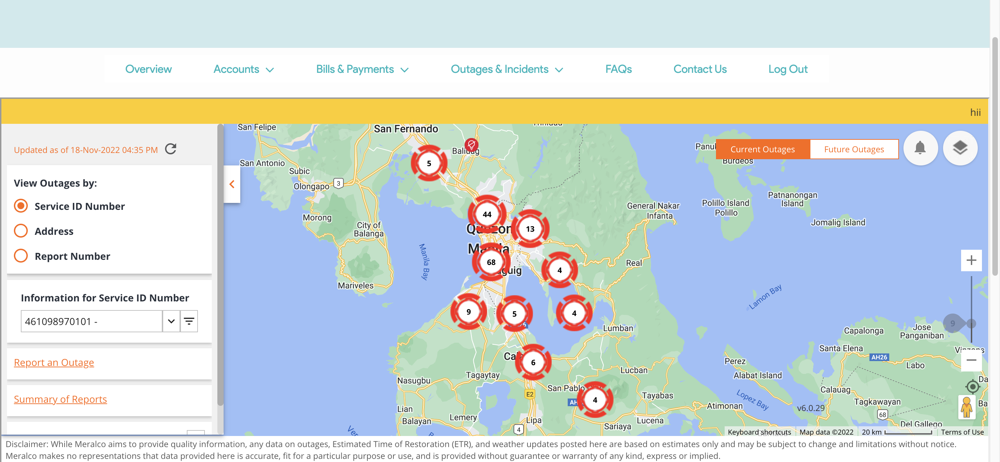 Overview Accounts Bills & Payments Outages & Incidents FAQs Contact Us Log Out
hii
Updated as of 18-Nov-2022 04:35 PM
View Outages by:
Service ID Number
Address
Report Number
Information for Service ID Number
461098970101 -
Report an Outage
Summary of Reports
San Felipe
San Fernando
Trinidad
Baliuag
5
San Antonio
Subic
Olongapo
3
Panuk
Burdeos
Current Outages
Future Outages
Morong
City of
Balanga
44
Quezon
13
General Nakar
Infanta
Polillo Island
Polillo
Patnanongan
Island
Jomalig Island
Manila Bay
Manila
68
aguig
4
Real
Mariveles
9
5
4
Lumban
Lamon Bay
9
Capalonga
Jose
Panganiban
Santa Elena
Vinzons
AH26
Labo
Cala
6
Perez
Alabat Island
Lucban
Tagaytay
Nasugbu
San Pablo
E2
AH
4
Tayabas
Calauag
Da
Lopez Bay
Tagkawayan
v6.0.29
Ba
Atimonan
68
Lian
Balayan
Lemery
Lipa
4
Sariaya
Lucena
Del Gallego
Ver
Keyboard shortcuts Map data ©2022 20 km Terms of Use
Disclaimer: While Meralco aims to provide quality information, any data on outages, Estimated Time of Restoration (ETR), and weather updates posted here are based on estimates only and may be subject to change and limitations without notice.
Meralco makes no representations that data provided here is accurate, fit for a particular purpose or use, and is provided without guarantee or warranty of any kind, express or implied.